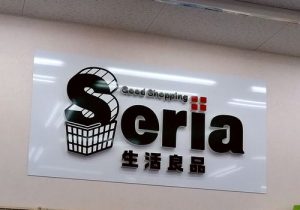 Good Shopping
Seria
生活良品